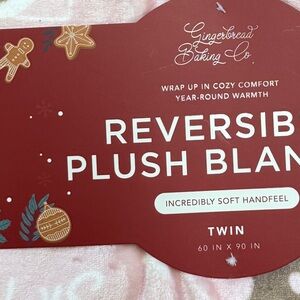 Gingerbread
Baking Co.
WRAP UP IN COZY COMFORT
YEAR-ROUND WARMTH
REVERSIB
PLUSH BLAN
INCREDIBLY SOFT HANDFEEL
TWIN
60 IN X 90 IN